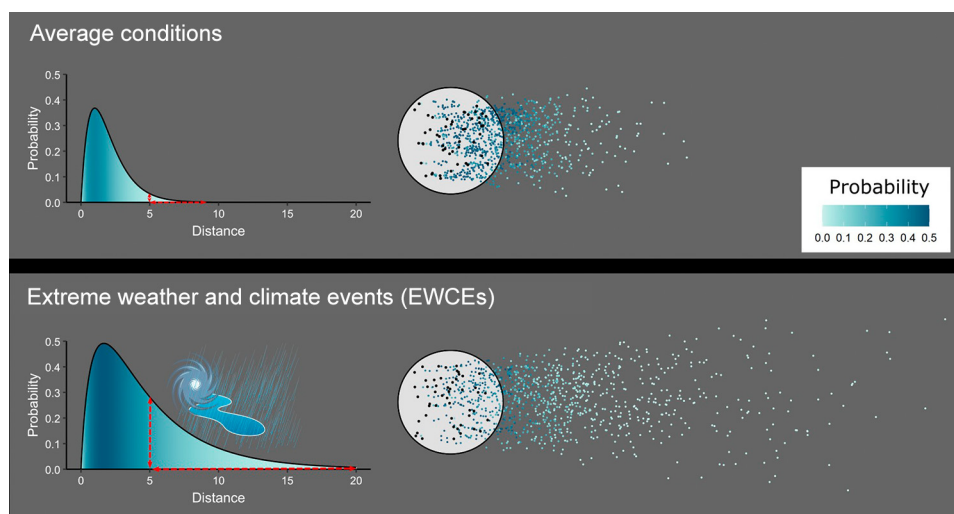 Average conditions
0.5
0.4
0.3
0.2
0.1
0.0
Probability
0 5 10 15 20
Distance
Probability
0.0 0.1 0.2 0.3 0.4 0.5
Extreme weather and climate events (EWCEs)
0.5
0.4
0.3
0.2
0.1
0.0
Probability
0 5 10 15 20
Distance